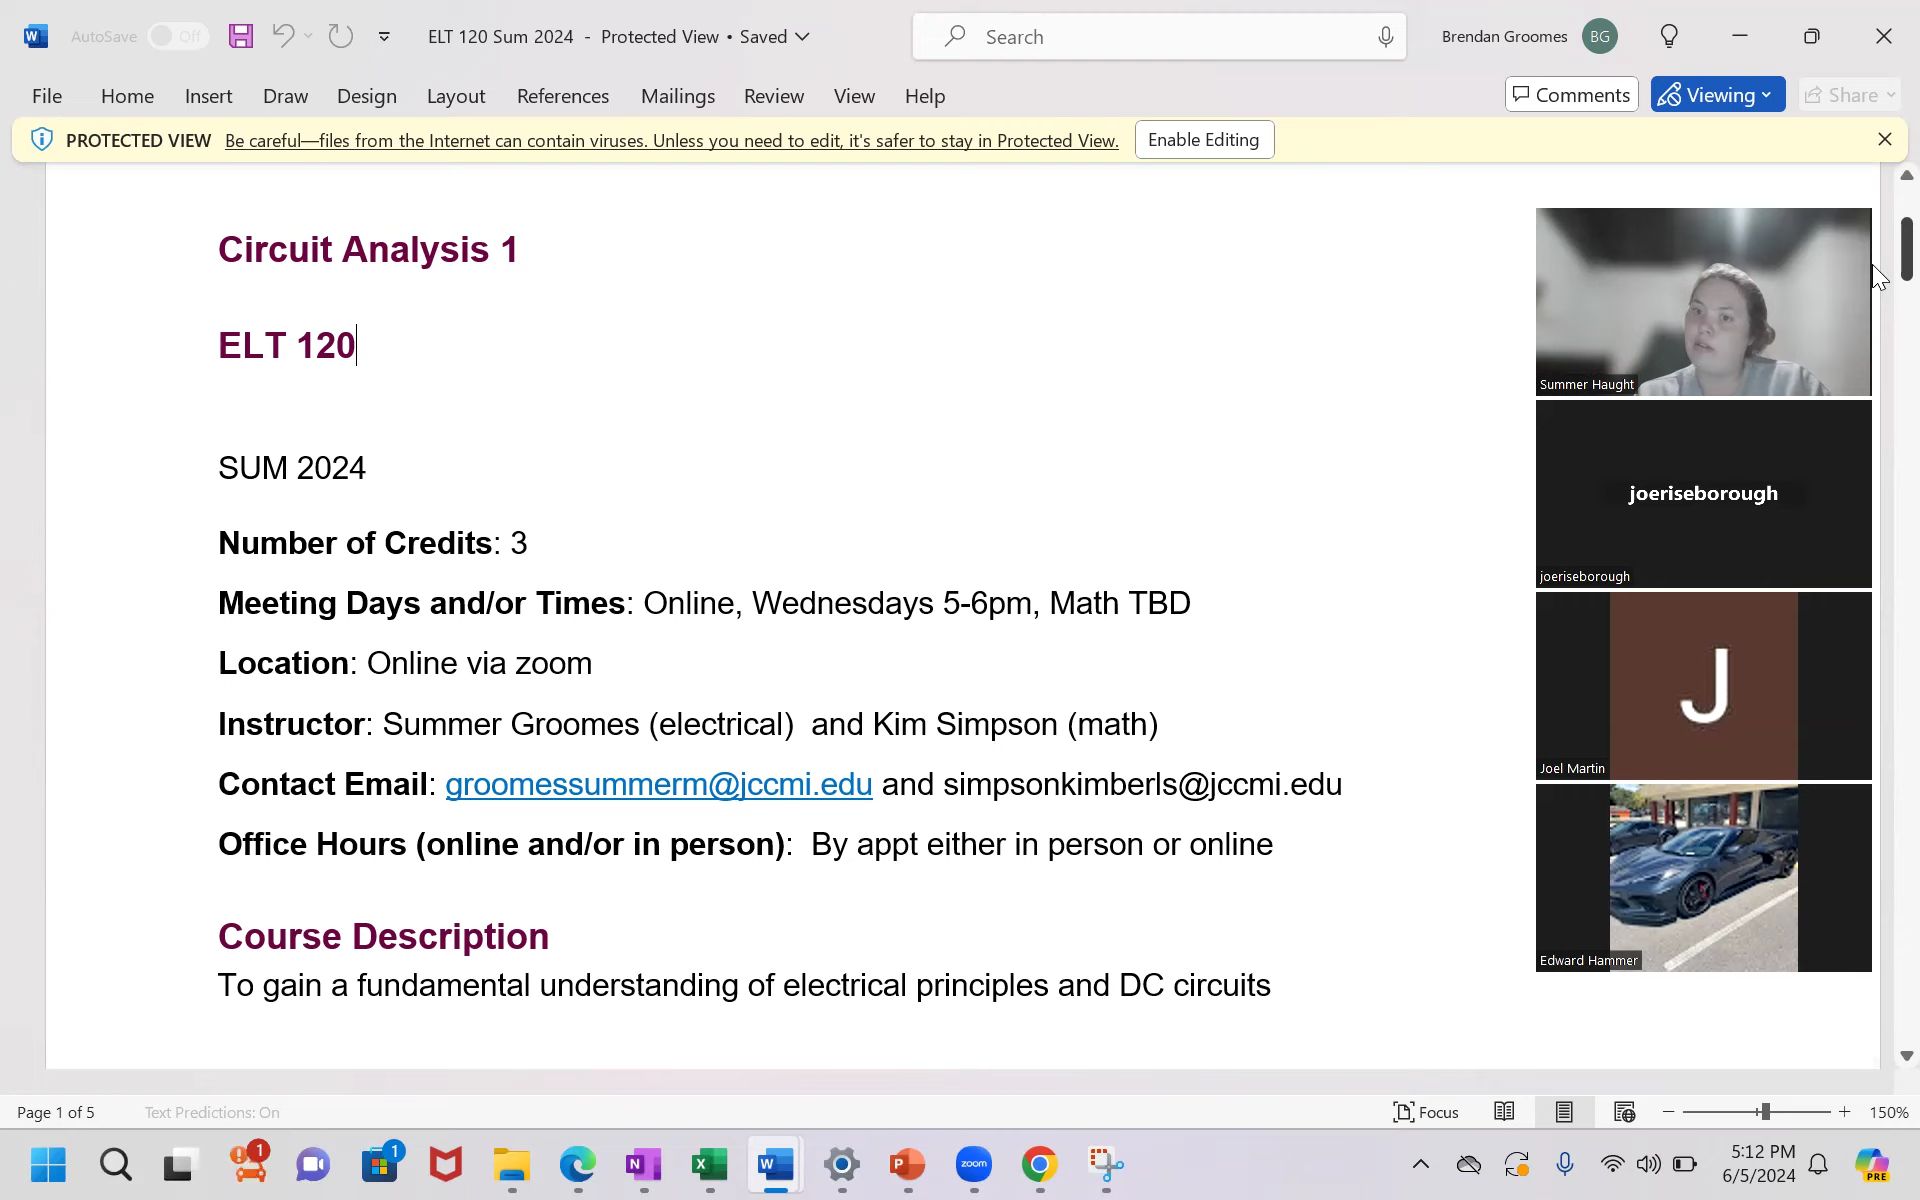 AutoSave Off
ELT 120 Sum 2024 - Protected View • Saved
Search
Brendan Groomes BG
File Home Insert Draw Design Layout References Mailings Review View Help
Comments Viewing Share
PROTECTED VIEW Be careful—files from the Internet can contain viruses. Unless you need to edit, it's safer to stay in Protected View. Enable Editing
Circuit Analysis 1
ELT 120
SUM 2024
Number of Credits: 3
Meeting Days and/or Times: Online, Wednesdays 5-6pm, Math TBD
Location: Online via zoom
Instructor: Summer Groomes (electrical)  and Kim Simpson (math)
Contact Email: groomessummerm@jccmi.edu and simpsonkimberls@jccmi.edu
Office Hours (online and/or in person):  By appt either in person or online
Course Description
To gain a fundamental understanding of electrical principles and DC circuits
Summer Haught
joeriseborough
joeriseborough
J
Joel Martin
Edward Hammer
Page 1 of 5
Text Predictions: On
Focus
150%
1
1
N
X
W
P
zoom
5:12 PM
6/5/2024
PRE